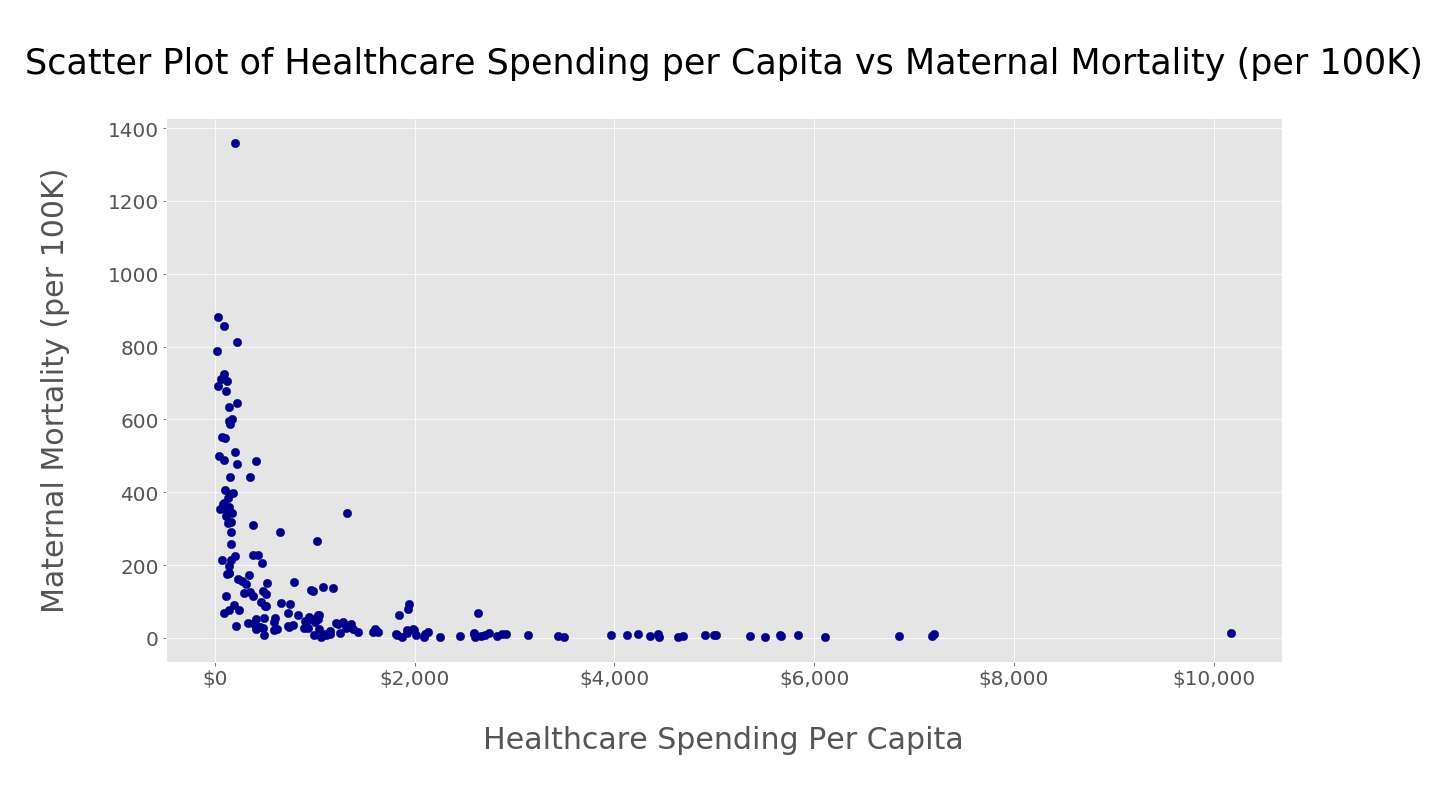 Scatter Plot of Healthcare Spending per Capita vs Maternal Mortality (per 100K)
Maternal Mortality (per 100K)
1400
1200
1000
800
600
400
200
0
$0 $2,000 $4,000 $6,000 $8,000 $10,000
Healthcare Spending Per Capita